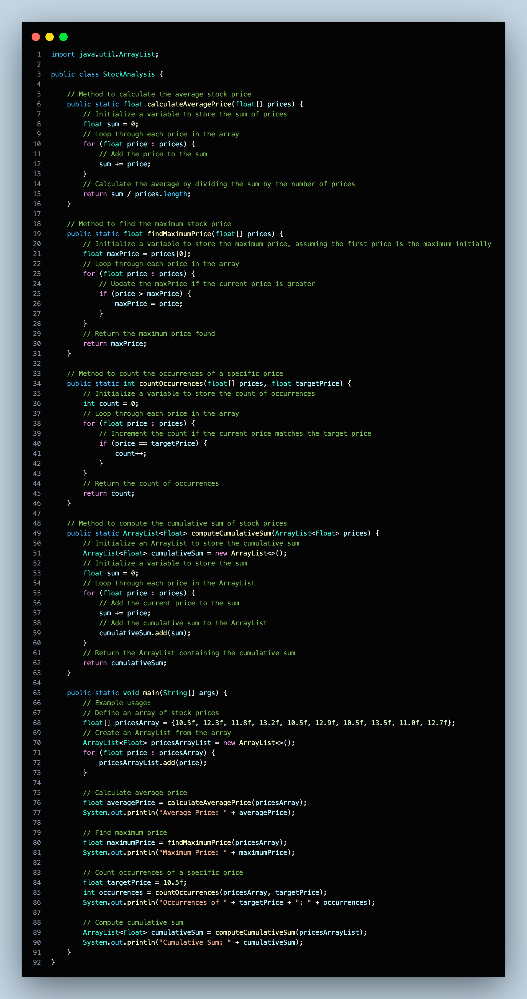 1 import java.util.ArrayList;
2
3 public class StockAnalysis {
4
5     // Method to calculate the average stock price
6     public static float calculateAveragePrice(float[] prices) {
7         // Initialize a variable to store the sum of prices
8         float sum = 0;
9         // Loop through each price in the array
10         for (float price : prices) {
11             // Add the price to the sum
12             sum += price;
13         }
14         // Calculate the average by dividing the sum by the number of prices
15         return sum / prices.length;
16     }
17
18     // Method to find the maximum stock price
19     public static float findMaximumPrice(float[] prices) {
20         // Initialize a variable to store the maximum price, assuming the first price is the maximum initially
21         float maxPrice = prices[0];
22         // Loop through each price in the array
23         for (float price : prices) {
24             // Update the maxPrice if the current price is greater
25             if (price > maxPrice) {
26                 maxPrice = price;
27             }
28         }
29         // Return the maximum price found
30         return maxPrice;
31     }
32
33     // Method to count the occurrences of a specific price
34     public static int countOccurrences(float[] prices, float targetPrice) {
35         // Initialize a variable to store the count of occurrences
36         int count = 0;
37         // Loop through each price in the array
38         for (float price : prices) {
39             // Increment the count if the current price matches the target price
40             if (price == targetPrice) {
41                 count++;
42             }
43         }
44         // Return the count of occurrences
45         return count;
46     }
47
48     // Method to compute the cumulative sum of stock prices
49     public static ArrayList<Float> computeCumulativeSum(ArrayList<Float> prices) {
50         // Initialize an ArrayList to store the cumulative sum
51         ArrayList<Float> cumulativeSum = new ArrayList<>();
52         // Initialize a variable to store the sum
53         float sum = 0;
54         // Loop through each price in the ArrayList
55         for (float price : prices) {
56             // Add the current price to the sum
57             sum += price;
58             // Add the cumulative sum to the ArrayList
59             cumulativeSum.add(sum);
60         }
61         // Return the ArrayList containing the cumulative sum
62         return cumulativeSum;
63     }
64
65     public static void main(String[] args) {
66         // Example usage:
67         // Define an array of stock prices
68         float[] pricesArray = {10.5f, 12.3f, 11.8f, 13.2f, 10.5f, 12.9f, 10.5f, 13.5f, 11.0f, 12.7f};
69         // Create an ArrayList from the array
70         ArrayList<Float> pricesArrayList = new ArrayList<>();
71         for (float price : pricesArray) {
72             pricesArrayList.add(price);
73         }
74
75         // Calculate average price
76         float averagePrice = calculateAveragePrice(pricesArray);
77         System.out.println("Average Price: " + averagePrice);
78
79         // Find maximum price
80         float maximumPrice = findMaximumPrice(pricesArray);
81         System.out.println("Maximum Price: " + maximumPrice);
82
83         // Count occurrences of a specific price
84         float targetPrice = 10.5f;
85         int occurrences = countOccurrences(pricesArray, targetPrice);
86         System.out.println("Occurrences of " + targetPrice + ": " + occurrences);
87
88         // Compute cumulative sum
89         ArrayList<Float> cumulativeSum = computeCumulativeSum(pricesArrayList);
90         System.out.println("Cumulative Sum: " + cumulativeSum);
91     }
92 }